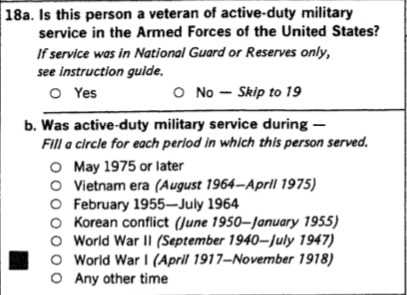 18a. Is this person a veteran of active-duty military
service in the Armed Forces of the United States?
If service was in National Guard or Reserves only,
see instruction guide.
Yes No — Skip to 19
b. Was active-duty military service during —
Fill a circle for each period in which this person served.
May 1975 or later
Vietnam era (August 1964—April 1975)
February 1955—July 1964
Korean conflict (June 1950—January 1955)
World War II (September 1940—July 1947)
World War I (April 1917—November 1918)
Any other time